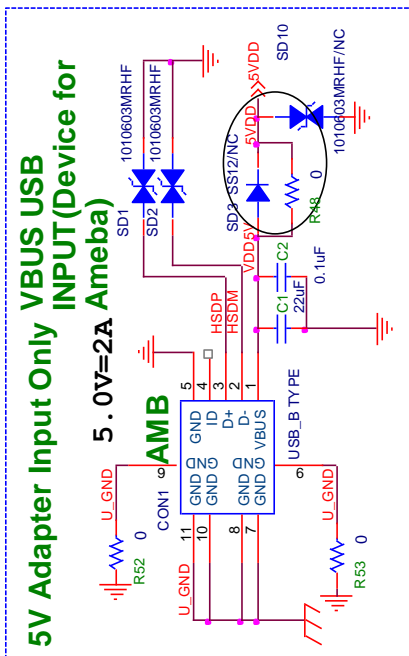 5V Adapter Input Only VBUS USB
INPUT(Device for
Ameba)
5.0V=2A
AMB
SD1
SD2
1010603MRHF
1010603MRHF
SD10
5VDD
5VDD
1010603MRHF/NC
SD3
SS12/NC
R48
0
VDD5V
C2
0.1uF
C1
22uF
HSDP
HSDM
5
4
3
2
1
GND
ID
D+
D-
VBUS
USB_B TYPE
CON1
GND
GND
9
6
GND
GND
GND
GND
11
10
8
7
U_GND
R52
0
U_GND
U_GND
R53
0